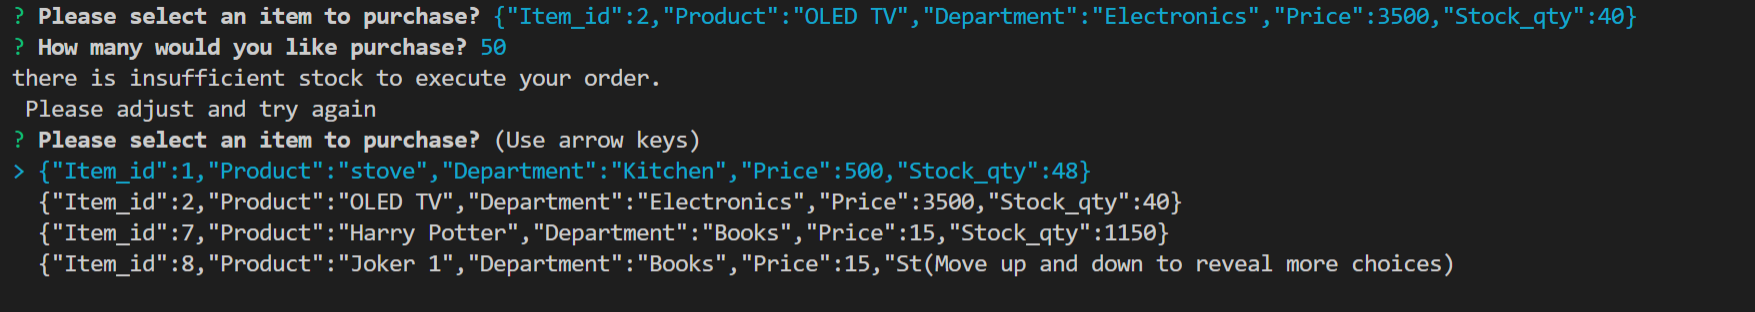 ? Please select an item to purchase? {"Item_id":2,"Product":"OLED TV","Department":"Electronics","Price":3500,"Stock_qty":40}
? How many would you like purchase? 50
there is insufficient stock to execute your order.
Please adjust and try again
? Please select an item to purchase? (Use arrow keys)
> {"Item_id":1,"Product":"stove","Department":"Kitchen","Price":500,"Stock_qty":48}
{"Item_id":2,"Product":"OLED TV","Department":"Electronics","Price":3500,"Stock_qty":40}
{"Item_id":7,"Product":"Harry Potter","Department":"Books","Price":15,"Stock_qty":1150}
{"Item_id":8,"Product":"Joker 1","Department":"Books","Price":15,"St(Move up and down to reveal more choices)